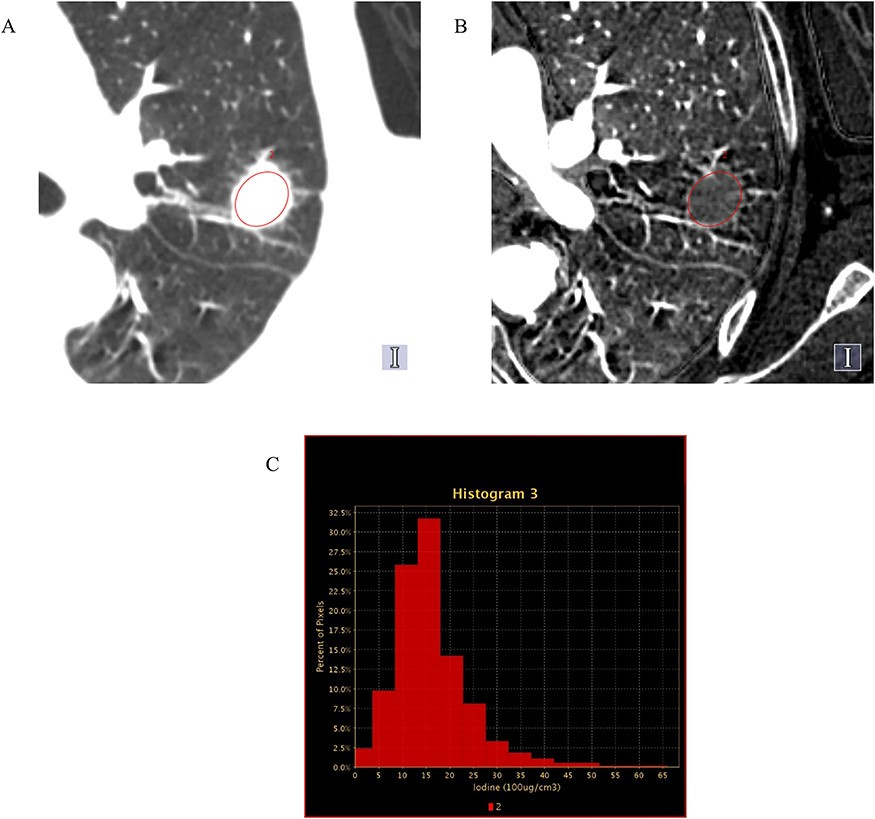 A
B
2
2
I
I
C
Histogram 3
32.5%
30.0%
27.5%
25.0%
22.5%
20.0%
17.5%
15.0%
12.5%
10.0%
7.5%
5.0%
2.5%
0.0%
Percent of Pixels
0 5 10 15 20 25 30 35 40 45 50 55 60 65
Iodine (100ug/cm3)
2